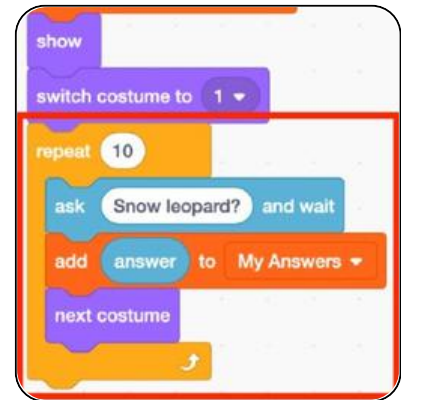 show
switch costume to 1
repeat 10
ask Snow leopard? and wait
add answer to My Answers
next costume